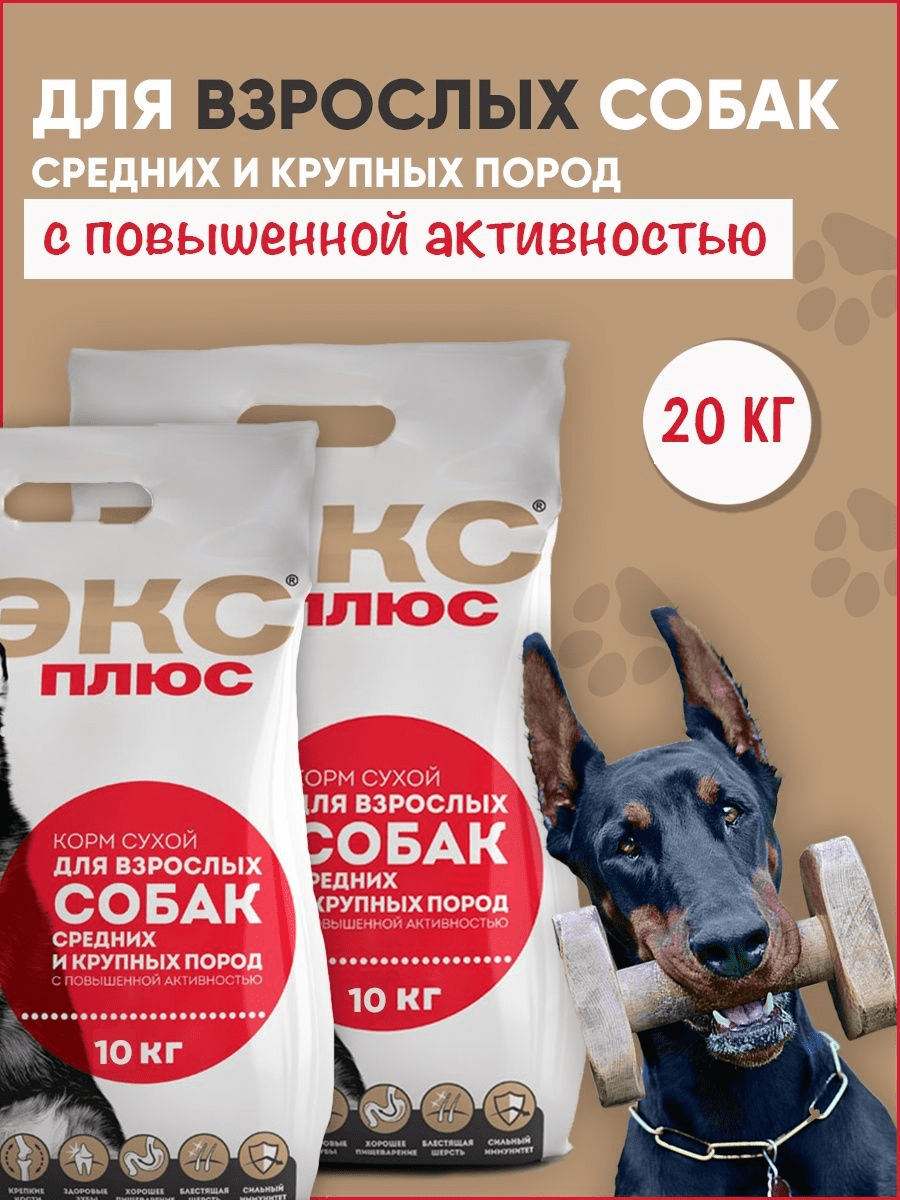 ДЛЯ ВЗРОСЛЫХ СОБАК
СРЕДНИХ И КРУПНЫХ ПОРОД
С ПОВЫШЕННОЙ АКТИВНОСТЬЮ
20 КГ
ЭКС®
ПЛЮС
КОРМ СУХОЙ
ДЛЯ ВЗРОСЛЫХ
СОБАК
СРЕДНИХ
И КРУПНЫХ ПОРОД
С ПОВЫШЕННОЙ АКТИВНОСТЬЮ
10 КГ
КРЕПКИЕ КОСТИ
ЗДОРОВЫЕ ЗУБЫ
ХОРОШЕЕ ПИЩЕВАРЕНИЕ
БЛЕСТЯЩАЯ ШЕРСТЬ
СИЛЬНЫЙ ИММУНИТЕТ
КС®
ПЛЮС
КОРМ СУХОЙ
ДЛЯ ВЗРОСЛЫХ
СОБАК
СРЕДНИХ
КРУПНЫХ ПОРОД
ПОВЫШЕННОЙ АКТИВНОСТЬЮ
10 КГ
ХОРОШЕЕ ПИЩЕВАРЕНИЕ
БЛЕСТЯЩАЯ ШЕРСТЬ
СИЛЬНЫЙ ИММУНИТЕТ